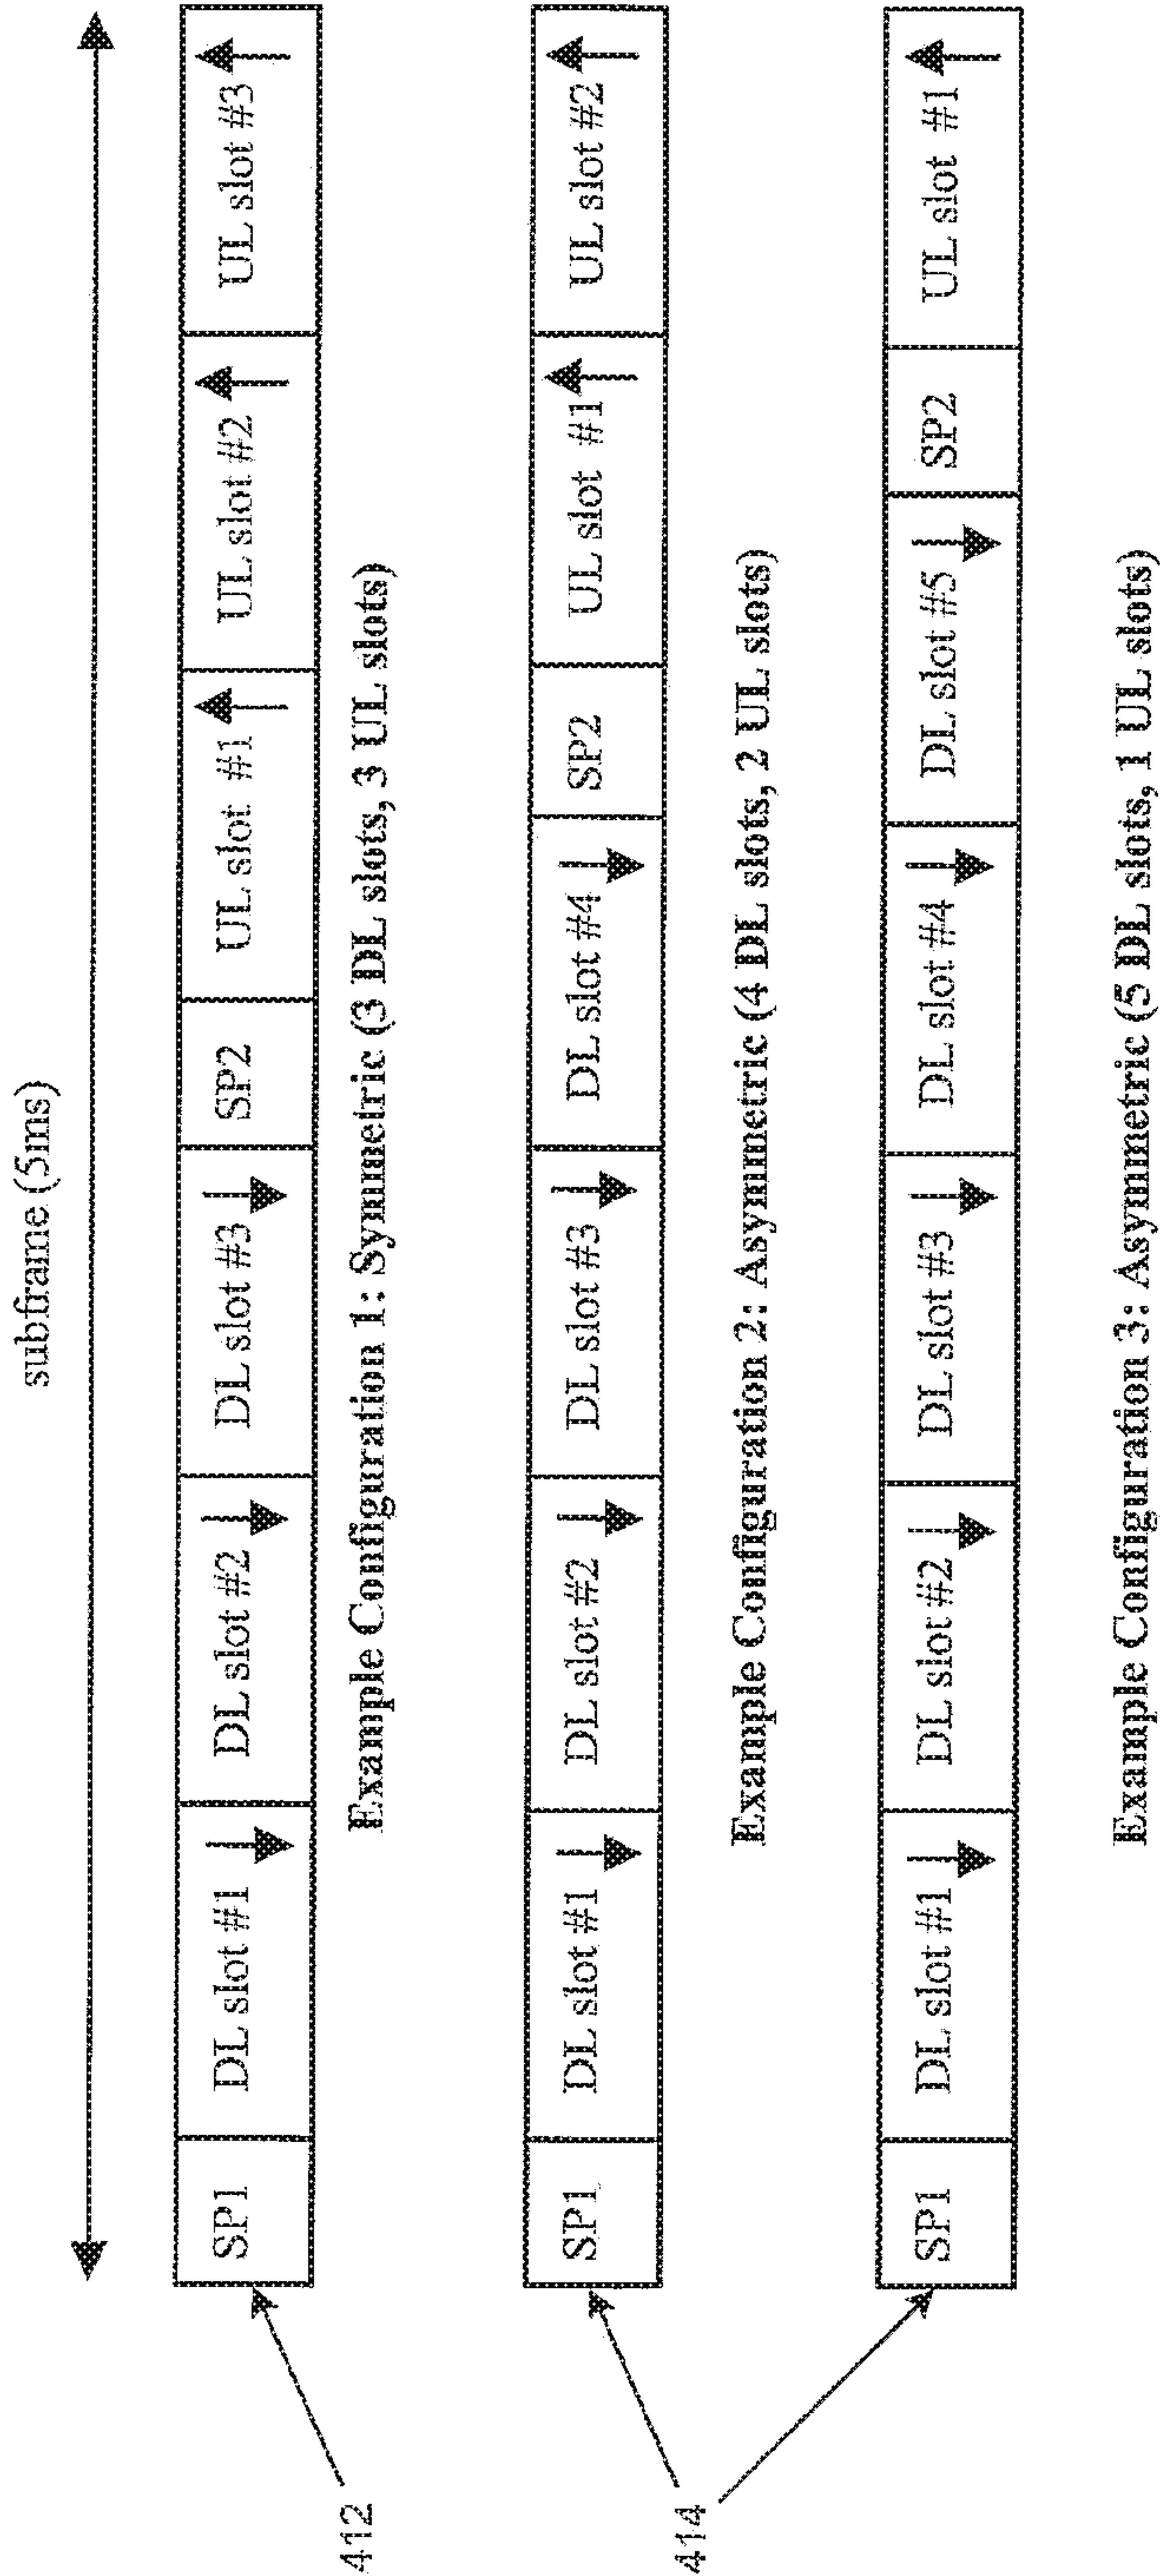 subframe (5ms)
SP1 DL slot #1 DL slot #2 DL slot #3 SP2 UL slot #1 UL slot #2 UL slot #3
412
Example Configuration 1: Symmetric (3 DL slots, 3 UL slots)
SP1 DL slot #1 DL slot #2 DL slot #3 DL slot #4 SP2 UL slot #1 UL slot #2
414
Example Configuration 2: Asymmetric (4 DL slots, 2 UL slots)
SP1 DL slot #1 DL slot #2 DL slot #3 DL slot #4 DL slot #5 SP2 UL slot #1
Example Configuration 3: Asymmetric (5 DL slots, 1 UL slots)